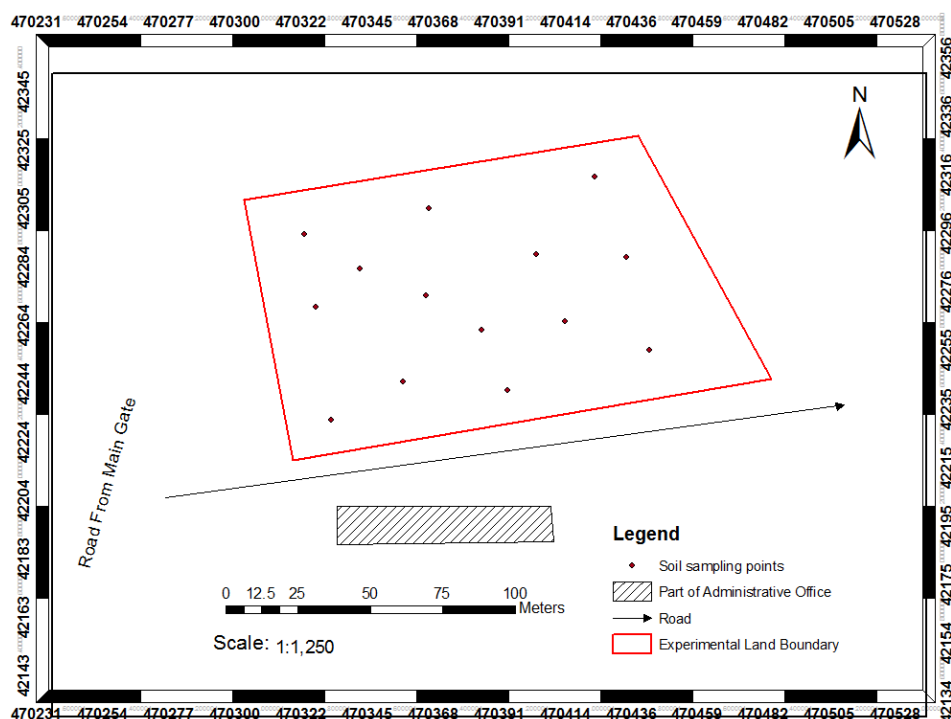 470231 470254 470277 470300 470322 470345 470368 470391 470414 470436 470459 470482 470505 470528
42345
42325
42305
42284
42264
42244
42224
42204
42183
42163
42143
42356
42336
42316
42296
42276
42255
42235
42215
42195
42175
42154
42134
N
Road From Main Gate
Legend
Soil sampling points
Part of Administrative Office
Road
Experimental Land Boundary
0 12.5 25 50 75 100
Meters
Scale: 1:1,250
470231 470254 470277 470300 470322 470345 470368 470391 470414 470436 470459 470482 470505 470528